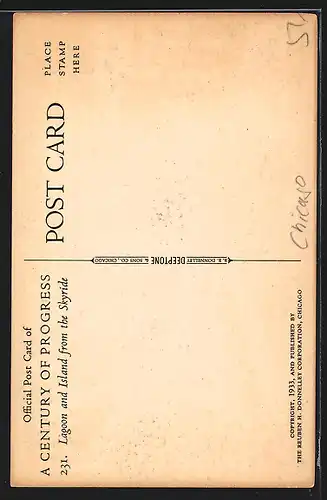 Official Post Card of
A CENTURY OF PROGRESS
231. Lagoon and Island from the Skyride
POST CARD
PLACE
STAMP
HERE
R. R. DONNELLEY DEEPTONE & SONS CO., CHICAGO
COPYRIGHT, 1933, AND PUBLISHED BY
THE REUBEN H. DONNELLEY CORPORATION, CHICAGO
Chicago